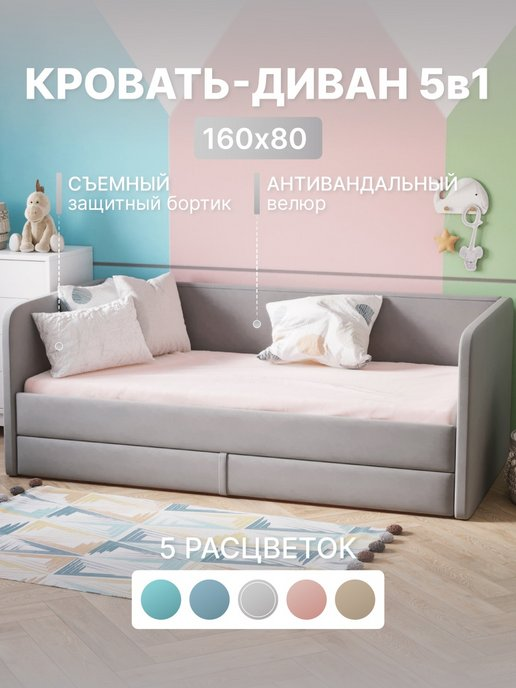 КРОВАТЬ-ДИВАН 5в1
160х80
СЪЕМНЫЙ
защитный бортик
АНТИВАНДАЛЬНЫЙ
велюр
5 РАСЦВЕТОК